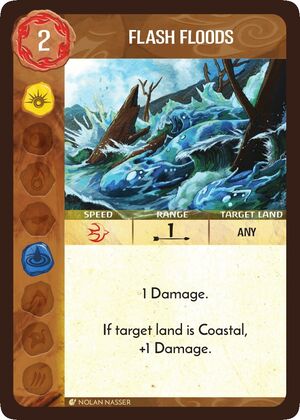 2
FLASH FLOODS
SPEED RANGE TARGET LAND
1 ANY
1 Damage.
If target land is Coastal,
+1 Damage.
NOLAN NASSER